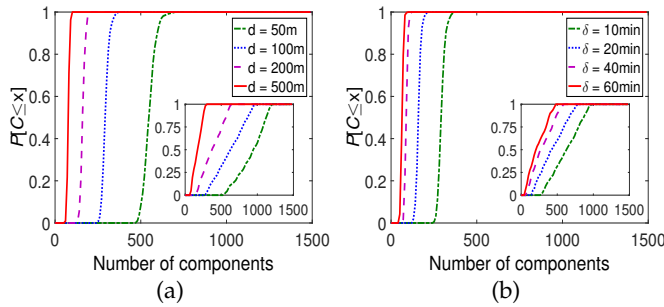 P[C≤x]
1
0.8
0.6
0.4
0.2
0
0 500 1000 1500
Number of components
d = 50m
d = 100m
d = 200m
d = 500m
1
0.75
0.5
0.25
0
0 500 1000 1500
(a)
P[C≤x]
1
0.8
0.6
0.4
0.2
0
0 500 1000 1500
Number of components
δ = 10min
δ = 20min
δ = 40min
δ = 60min
1
0.75
0.5
0.25
0
0 500 1000 1500
(b)